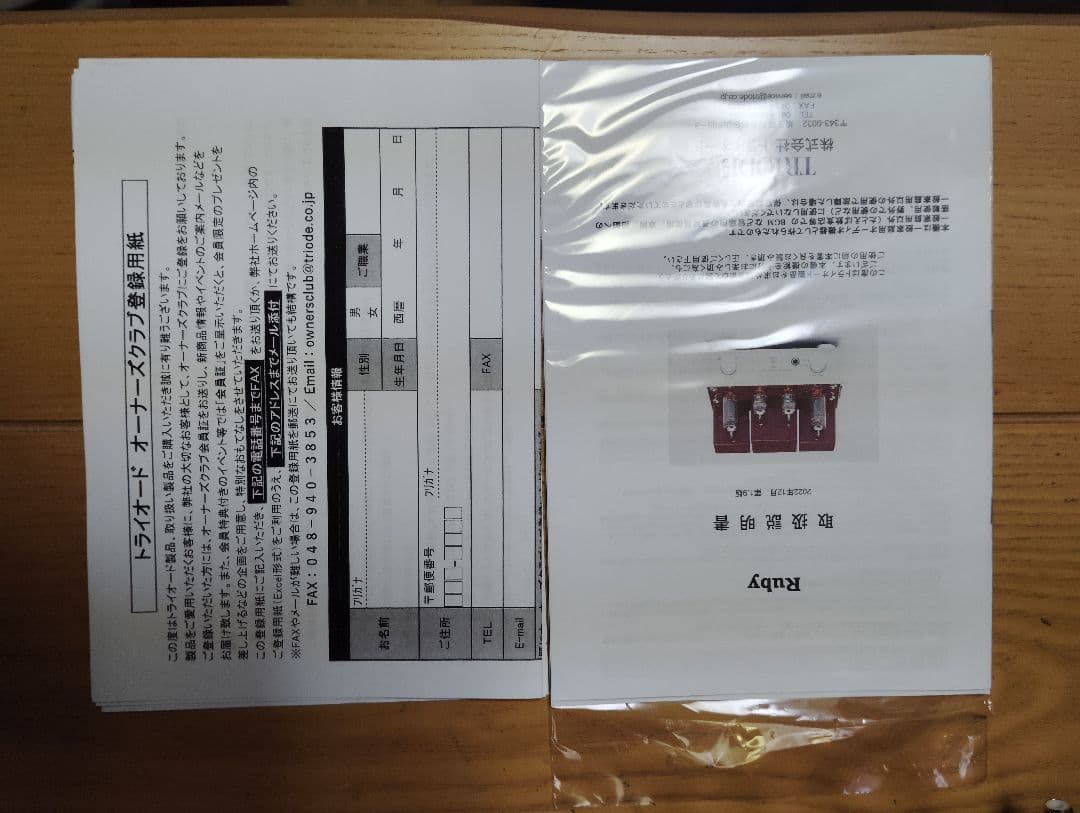 トライオード オーナーズクラブ登録用紙
この度はトライオード製品、取り扱い製品をご購入いただき誠に有り難うございます。
製品をご愛用いただくお客様に、弊社の大切なお客様として、オーナーズクラブにご登録をお願いしております。
ご登録いただいた方には、オーナーズクラブ会員証をお送りし、新商品情報やイベントのご案内メールなどを
お届け致します。また、会員特典付きのイベント等では「会員証」をご呈示いただくと、会員限定のプレゼントを
差し上げるなどの企画をご用意し、特別なおもてなしをさせていただきます。
この登録用紙にご記入いただき、下記の電話番号までFAX をお送り頂くか、弊社ホームページ内の
ご登録用紙(Excel形式)をご利用のうえ、下記のアドレスまでメール添付 にてお送りください。
※FAXやメールが難しい場合は、この登録用紙を郵送にてお送り頂いても結構です。
FAX:048-940-3853 / Email:ownersclub@triode.co.jp
お客様情報
お名前
フリガナ
性別
男
女
ご職業
生年月日
西暦 年 月 日
ご住所
〒郵便番号
フリガナ
TEL
FAX
E-mail
Ruby
取扱説明書
2022年12月 第1.9版
TRIODE
株式会社 トライオード
〒343-0032
e.mail : service@triode.co.jp